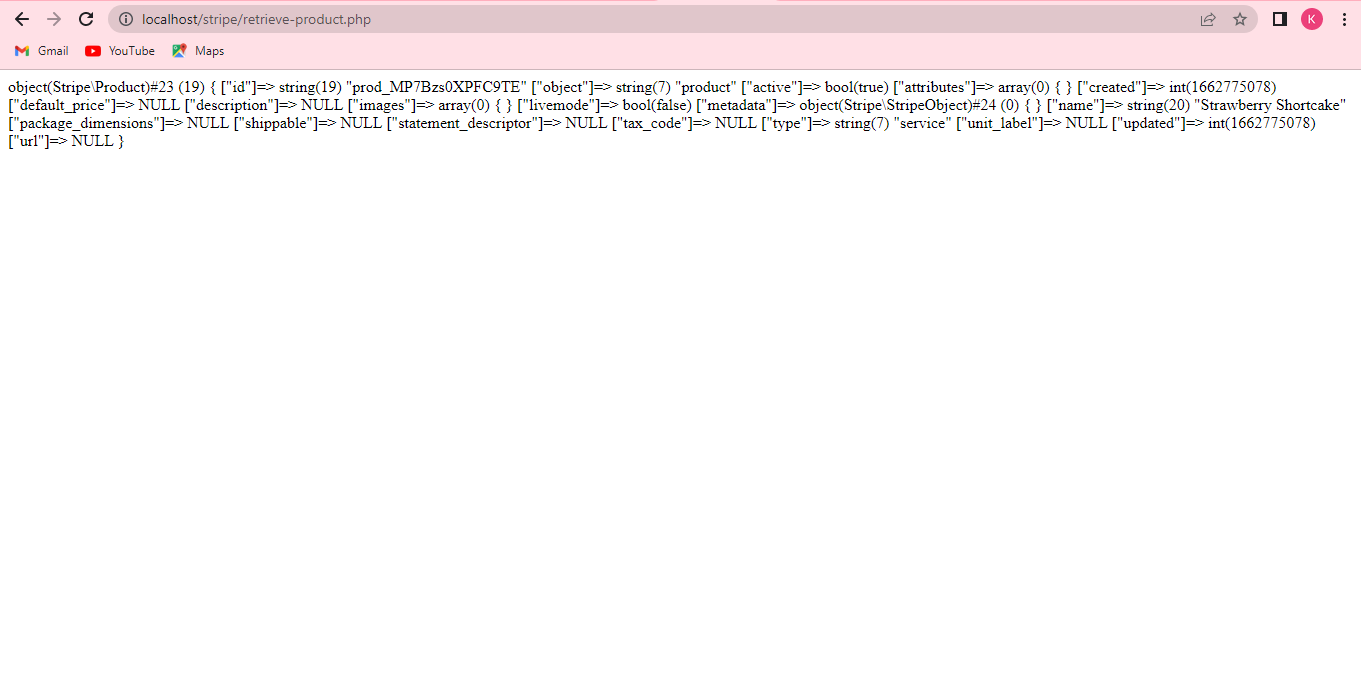 localhost/stripe/retrieve-product.php
K
Gmail YouTube Maps
object(Stripe\Product)#23 (19) { ["id"]=> string(19) "prod_MP7Bzs0XPFC9TE" ["object"]=> string(7) "product" ["active"]=> bool(true) ["attributes"]=> array(0) { } ["created"]=> int(1662775078)
["default_price"]=> NULL ["description"]=> NULL ["images"]=> array(0) { } ["livemode"]=> bool(false) ["metadata"]=> object(Stripe\StripeObject)#24 (0) { } ["name"]=> string(20) "Strawberry Shortcake"
["package_dimensions"]=> NULL ["shippable"]=> NULL ["statement_descriptor"]=> NULL ["tax_code"]=> NULL ["type"]=> string(7) "service" ["unit_label"]=> NULL ["updated"]=> int(1662775078)
["url"]=> NULL }